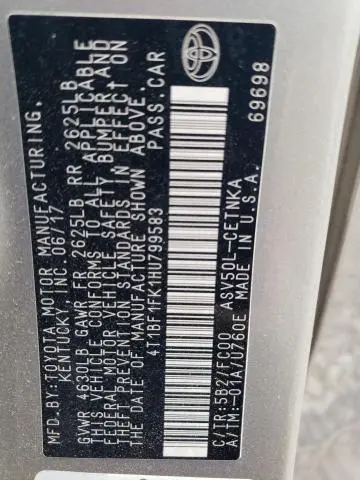 MFD.BY:TOYOTA MOTOR MANUFACTURING,
KENTUCKY, INC. 06/17
GVWR 4630LB GAWR FR 2625LB RR 2625LB
THIS VEHICLE CONFORMS TO ALL APPLICABLE
FEDERAL MOTOR VEHICLE SAFETY, BUMPER, AND
THEFT PREVENTION STANDARDS IN EFFECT ON
THE DATE OF MANUFACTURE SHOWN ABOVE.
4T1BF1FK1HU799583 PASS.CAR
C/TR:5B2/FC00 ASV50L-CETNKA
A/TM:-01A/U760E MADE IN U.S.A.
69698